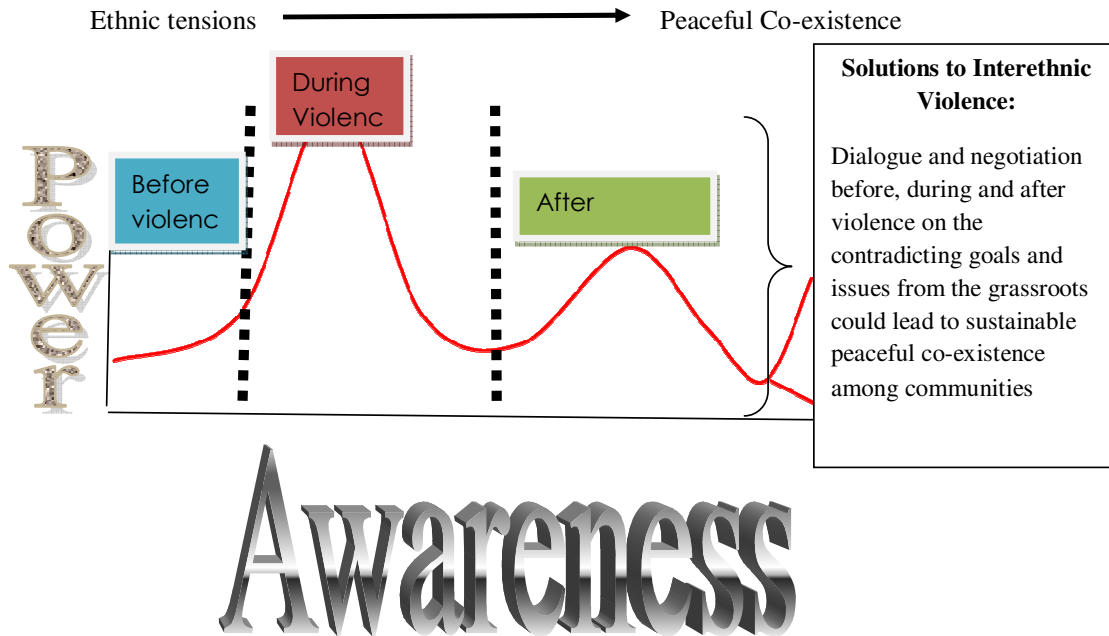 Ethnic tensions
Peaceful Co-existence
During
Violenc
Before
violenc
After
Power
Solutions to Interethnic
Violence:
Dialogue and negotiation
before, during and after
violence on the
contradicting goals and
issues from the grassroots
could lead to sustainable
peaceful co-existence
among communities
Awareness